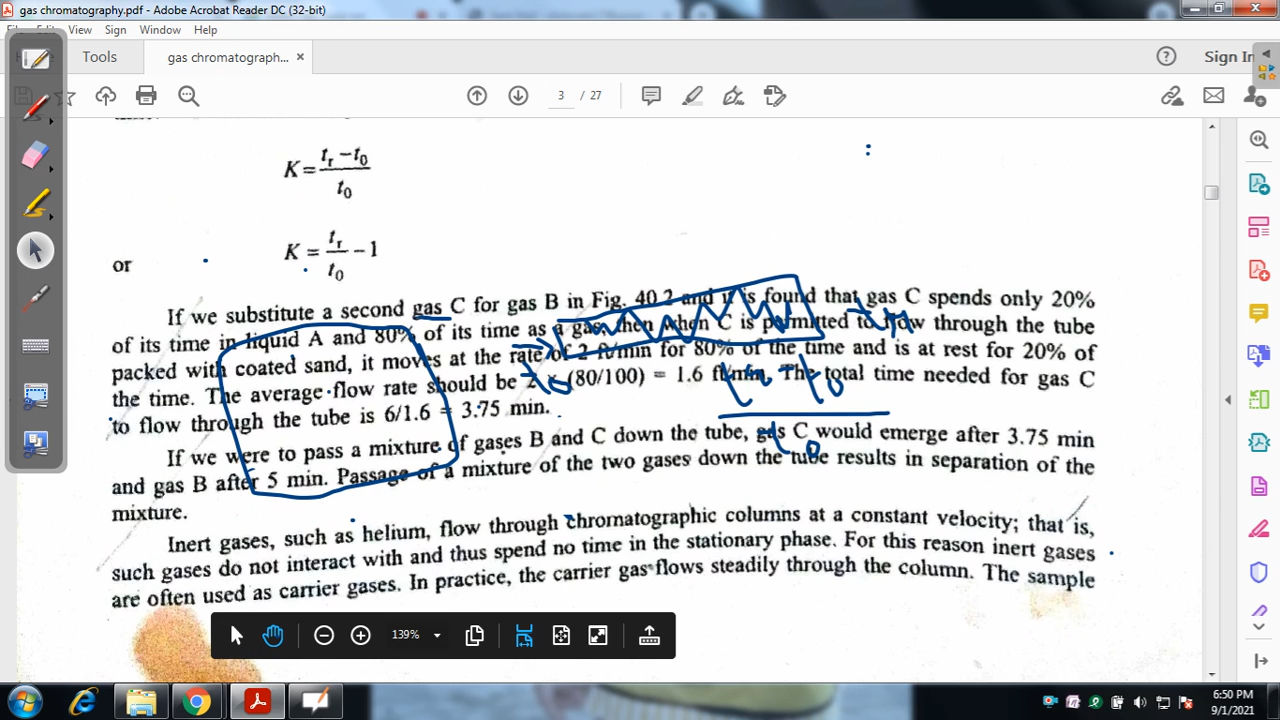 gas chromatography.pdf - Adobe Acrobat Reader DC (32-bit)
View Sign Window Help
Tools
gas chromatograph... ×
Sign In
3 / 27
K = (tr − t0) / t0
or
K = tr / t0 − 1
If we substitute a second gas C for gas B in Fig. 40.2 and it is found that gas C spends only 20%
of its time in liquid A and 80% of its time as a gas, then when C is permitted to flow through the tube
packed with coated sand, it moves at the rate of 2 ft/min for 80% of the time and is at rest for 20% of
the time. The average flow rate should be 2 (80/100) = 1.6 ft/min. The total time needed for gas C
to flow through the tube is 6/1.6 = 3.75 min.
If we were to pass a mixture of gases B and C down the tube, gas C would emerge after 3.75 min
and gas B after 5 min. Passage of a mixture of the two gases down the tube results in separation of the
mixture.
Inert gases, such as helium, flow through chromatographic columns at a constant velocity; that is,
such gases do not interact with and thus spend no time in the stationary phase. For this reason inert gases
are often used as carrier gases. In practice, the carrier gas flows steadily through the column. The sample
139%
6:50 PM
9/1/2021